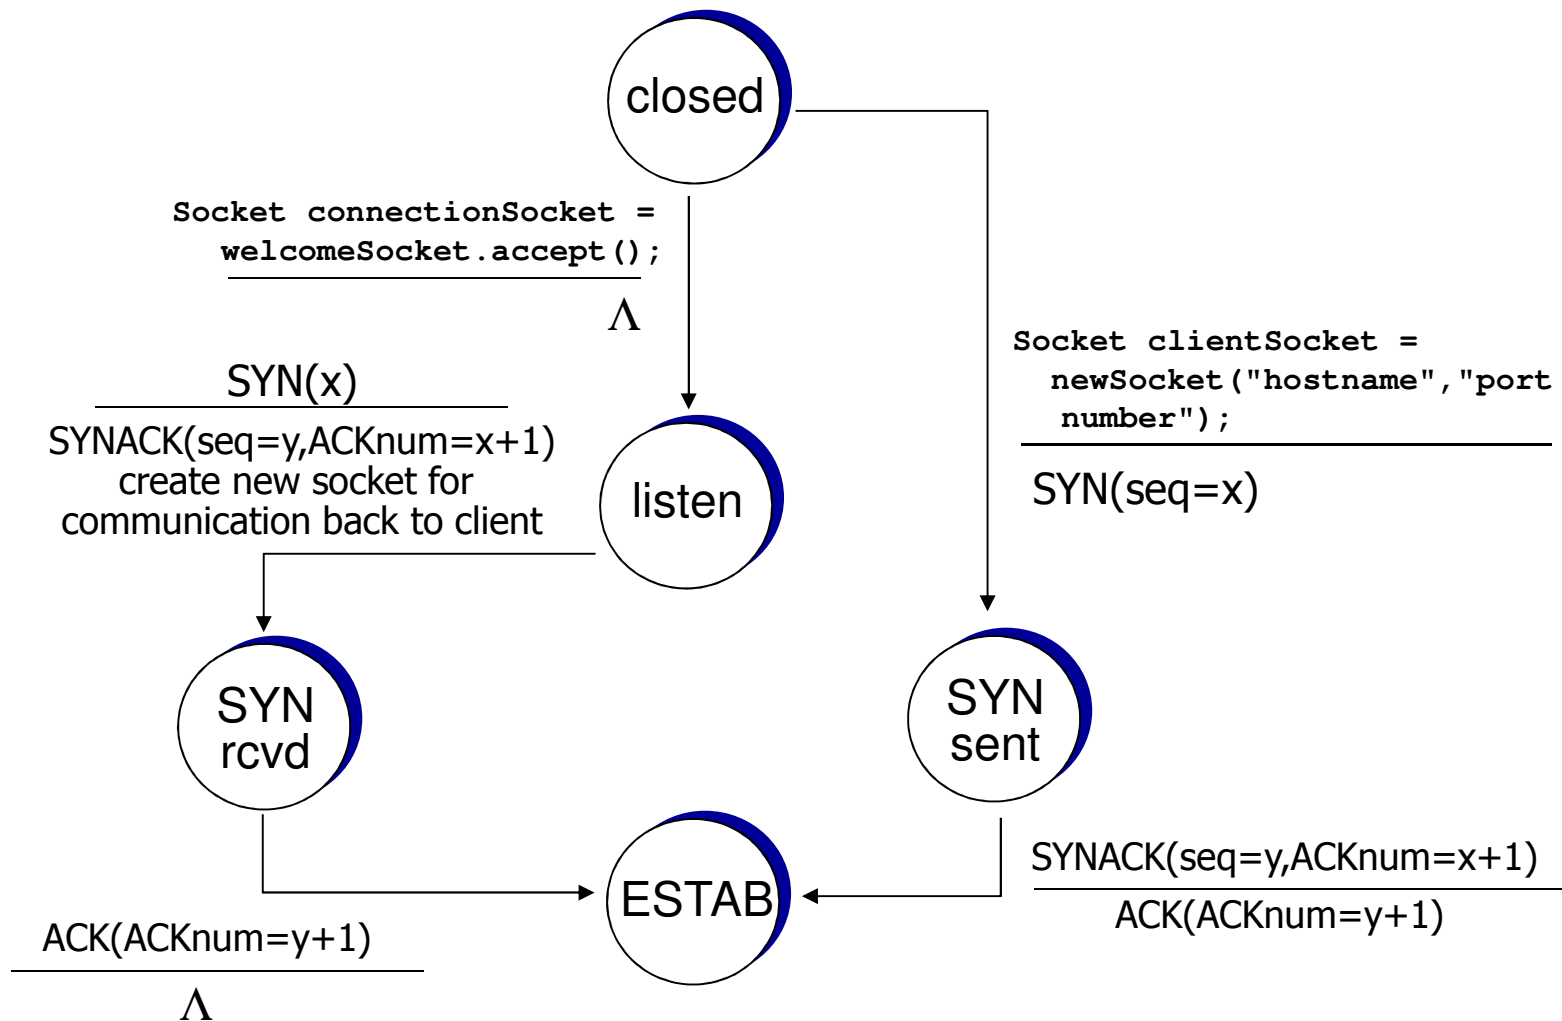 closed
Socket connectionSocket =
welcomeSocket.accept();
Λ
Socket clientSocket =
newSocket("hostname","port
number");
SYN(seq=x)
SYN(x)
SYNACK(seq=y,ACKnum=x+1)
create new socket for
communication back to client
listen
SYN
rcvd
SYN
sent
ESTAB
SYNACK(seq=y,ACKnum=x+1)
ACK(ACKnum=y+1)
ACK(ACKnum=y+1)
Λ